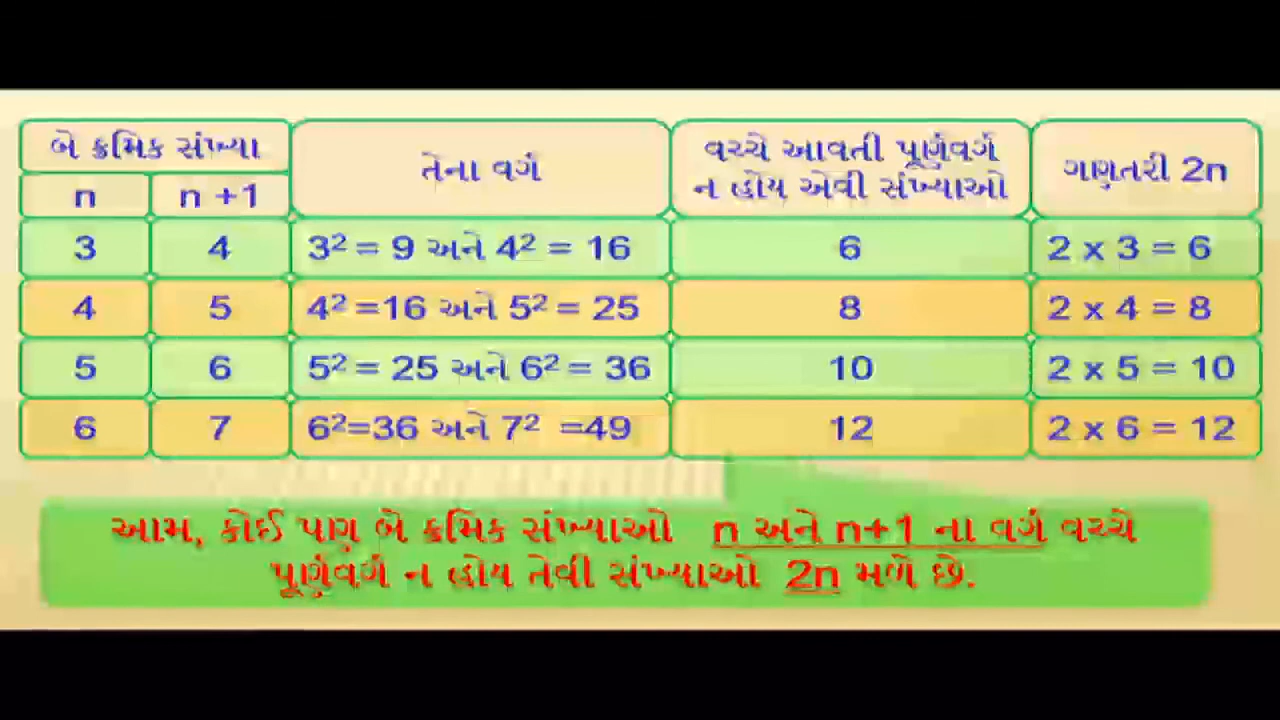 બે ક્રમિક સંખ્યા
n n +1
તેના વર્ગ
વચ્ચે આવતી પૂર્ણવર્ગ
ન હોય એવી સંખ્યાઓ
ગણતરી 2n
3 4 3² = 9 અને 4² = 16 6 2 x 3 = 6
4 5 4² =16 અને 5² = 25 8 2 x 4 = 8
5 6 5² = 25 અને 6² = 36 10 2 x 5 = 10
6 7 6²=36 અને 7² =49 12 2 x 6 = 12
આમ, કોઈ પણ બે ક્રમિક સંખ્યાઓ n અને n+1 ના વર્ગ વચ્ચે
પૂર્ણવર્ગ ન હોય તેવી સંખ્યાઓ 2n મળે છે.